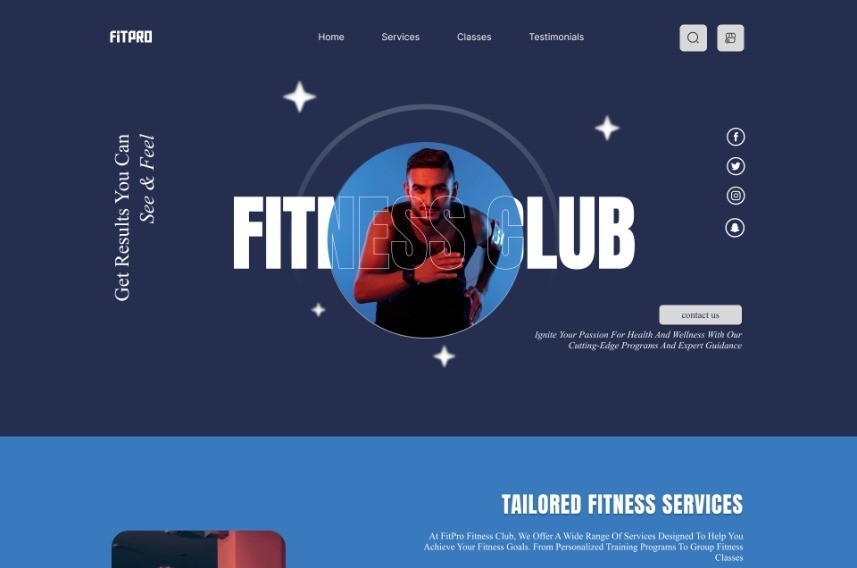 FITPRO
Home
Services
Classes
Testimonials
Get Results You Can
See & Feel
FITNESS CLUB
contact us
Ignite Your Passion For Health And Wellness With Our
Cutting-Edge Programs And Expert Guidance
TAILORED FITNESS SERVICES
At FitPro Fitness Club, We Offer A Wide Range Of Services Designed To Help You
Achieve Your Fitness Goals. From Personalized Training Programs To Group Fitness
Classes